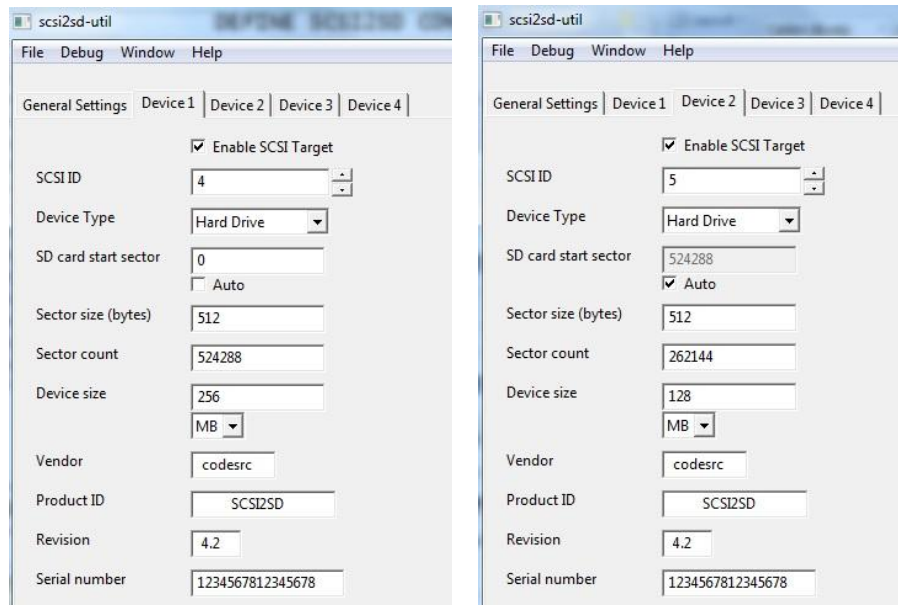 scsi2sd-util
File Debug Window Help
General Settings Device 1 Device 2 Device 3 Device 4
Enable SCSI Target
SCSI ID 4
Device Type Hard Drive
SD card start sector 0
Auto
Sector size (bytes) 512
Sector count 524288
Device size 256
MB
Vendor codesrc
Product ID SCSI2SD
Revision 4.2
Serial number 1234567812345678
scsi2sd-util
File Debug Window Help
General Settings Device 1 Device 2 Device 3 Device 4
Enable SCSI Target
SCSI ID 5
Device Type Hard Drive
SD card start sector 524288
Auto
Sector size (bytes) 512
Sector count 262144
Device size 128
MB
Vendor codesrc
Product ID SCSI2SD
Revision 4.2
Serial number 1234567812345678